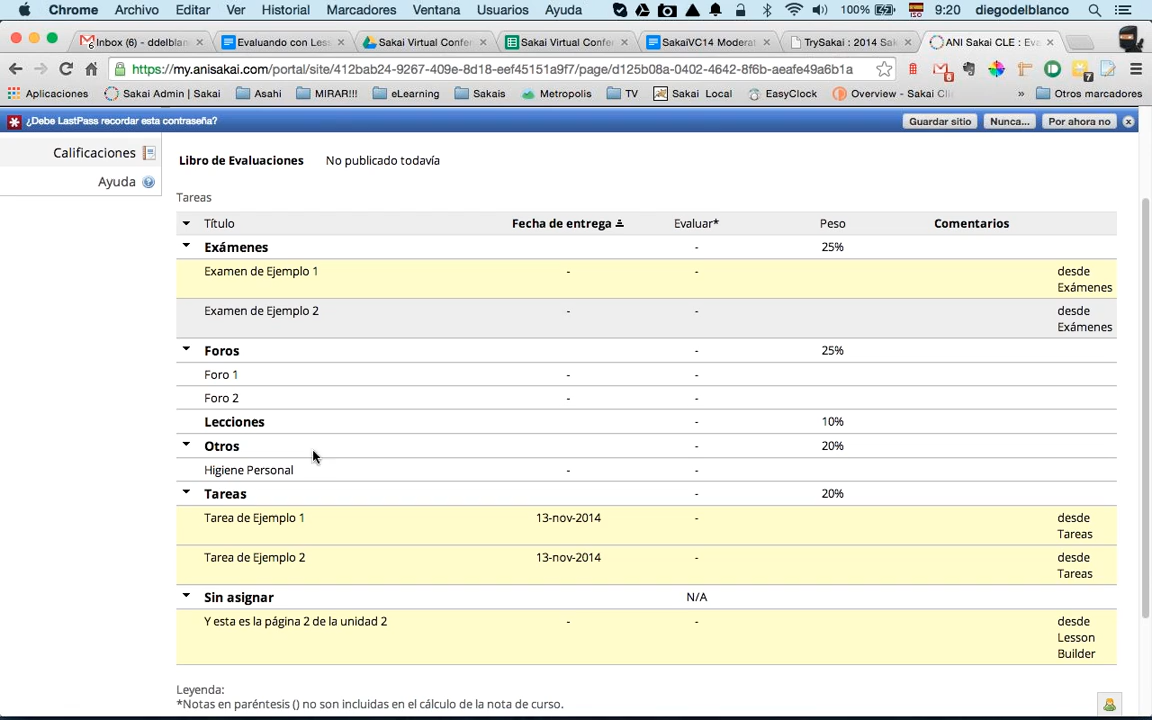 Chrome Archivo Editar Ver Historial Marcadores Ventana Usuarios Ayuda 100% 9:20 diegodelblanco
Inbox (6) - ddelblan Evaluando con Les Sakai Virtual Confer Sakai Virtual Confer SakaiVC14 Moderat TrySakai : 2014 Sak ANI Sakai CLE : Eva
https://my.anisakai.com/portal/site/412bab24-9267-409e-8d18-eef45151a9f7/page/d125b08a-0402-4642-8f6b-aeafe49a6b1a
Aplicaciones Sakai Admin | Sakai Asahi MIRAR!!! eLearning Sakais Metropolis TV Sakai Local EasyClock Overview - Sakai CL » Otros marcadores
¿Debe LastPass recordar esta contraseña? Guardar sitio Nunca... Por ahora no
Calificaciones
Ayuda
Libro de Evaluaciones No publicado todavía
Tareas
Título Fecha de entrega Evaluar* Peso Comentarios
Exámenes - 25%
Examen de Ejemplo 1 - - desde Exámenes
Examen de Ejemplo 2 - - desde Exámenes
Foros - 25%
Foro 1 - -
Foro 2 - -
Lecciones - 10%
Otros - 20%
Higiene Personal - -
Tareas - 20%
Tarea de Ejemplo 1 13-nov-2014 - desde Tareas
Tarea de Ejemplo 2 13-nov-2014 - desde Tareas
Sin asignar N/A
Y esta es la página 2 de la unidad 2 - - desde Lesson Builder
Leyenda:
*Notas en paréntesis () no son incluidas en el cálculo de la nota de curso.